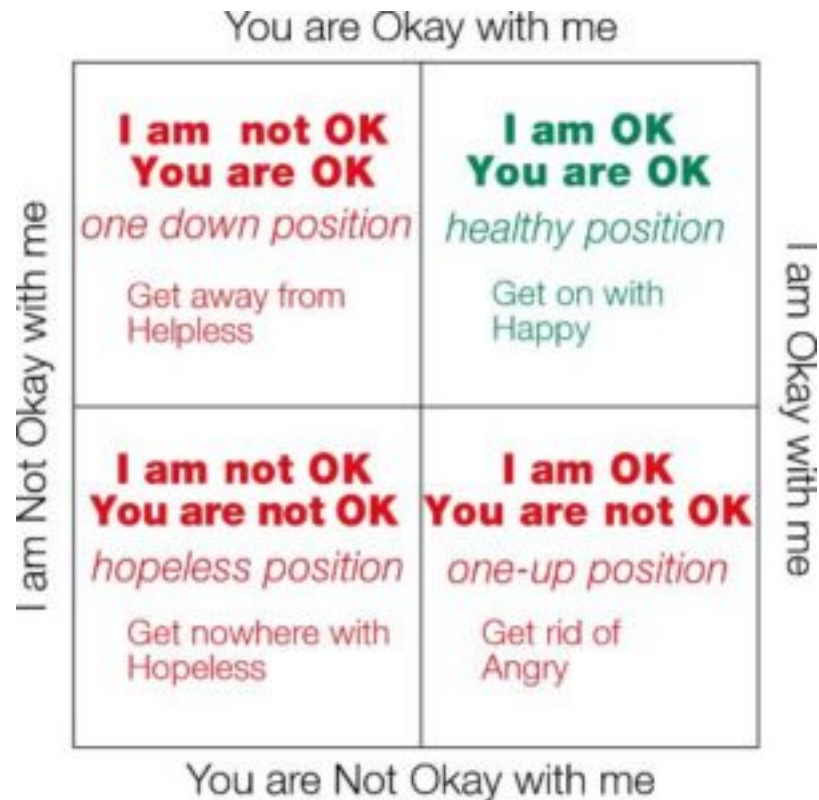 You are Okay with me
I am not OK
You are OK
one down position
Get away from
Helpless
I am OK
You are OK
healthy position
Get on with
Happy
I am Not Okay with me
I am Okay with me
I am not OK
You are not OK
hopeless position
Get nowhere with
Hopeless
I am OK
You are not OK
one-up position
Get rid of
Angry
You are Not Okay with me